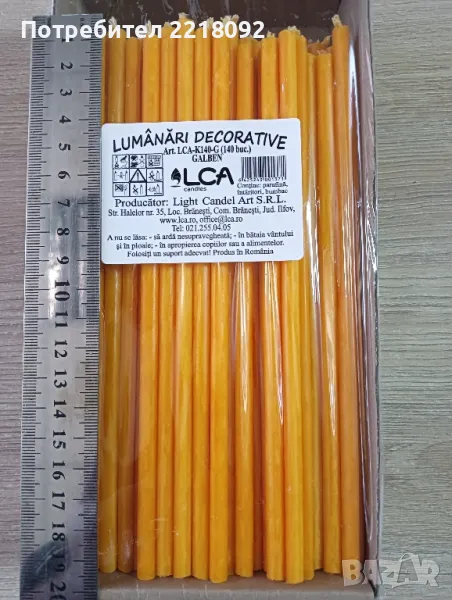 Потребител 2218092
LUMÂNĂRI DECORATIVE
Art. LCA-K140-G (140 buc.)
GALBEN
LCA
candles
Conține: parafină,
întăritori, bumbac
Producător: Light Candel Art S.R.L.
Str. Halelor nr. 35, Loc. Brănești, Com. Brănești, Jud. Ilfov,
www.lca.ro, office@lca.ro
Tel: 021.255.04.05
A nu se lăsa: - să ardă nesupravegheată; - în bătaia vântului
și în ploaie; - în apropierea copiilor sau a alimentelor.
Folosiți un suport adecvat! Produs în România
2
3
4
5
6
7
8
9
10
11
12
13
14
15
16
17
18
19
20
BAZAR